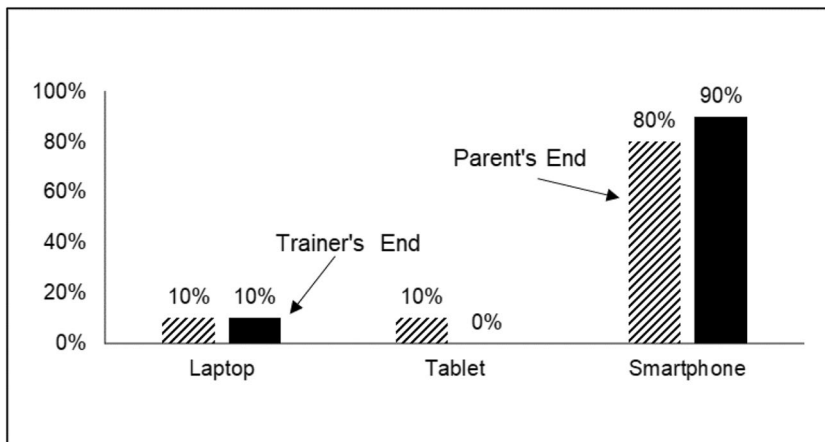 100%
80%
60%
40%
20%
0%
10%
10%
10%
0%
80%
90%
Trainer's End
Parent's End
Laptop
Tablet
Smartphone